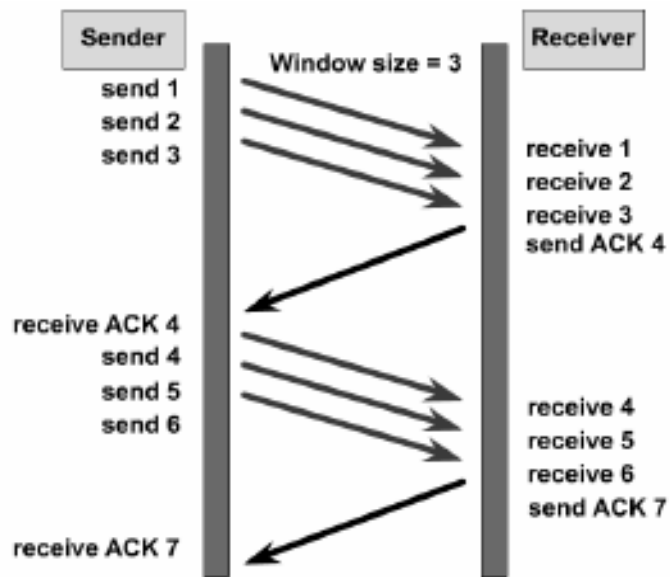 Sender
Receiver
Window size = 3
send 1
send 2
send 3
receive 1
receive 2
receive 3
send ACK 4
receive ACK 4
send 4
send 5
send 6
receive 4
receive 5
receive 6
send ACK 7
receive ACK 7